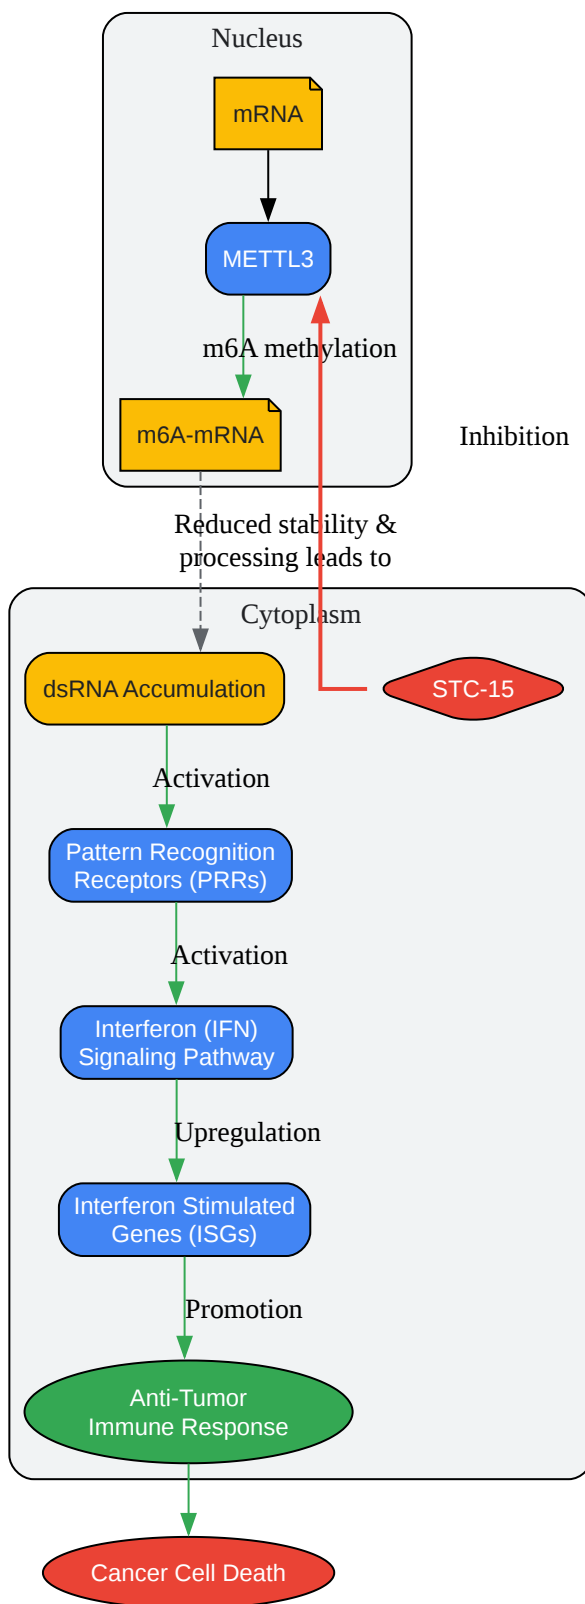 Nucleus
mRNA
METTL3
m6A methylation
m6A-mRNA
Inhibition
Reduced stability &
processing leads to
Cytoplasm
dsRNA Accumulation
STC-15
Activation
Pattern Recognition
Receptors (PRRs)
Activation
Interferon (IFN)
Signaling Pathway
Upregulation
Interferon Stimulated
Genes (ISGs)
Promotion
Anti-Tumor
Immune Response
Cancer Cell Death